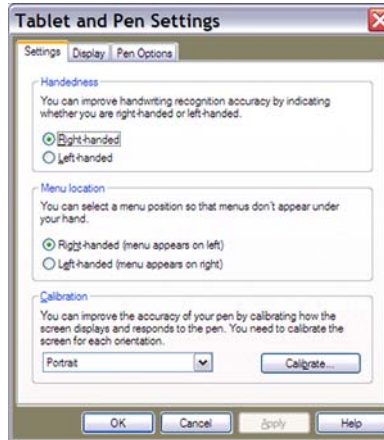 Tablet and Pen Settings
Settings Display Pen Options
Handedness
You can improve handwriting recognition accuracy by indicating
whether you are right-handed or left-handed.
Right-handed
Left-handed
Menu location
You can select a menu position so that menus don't appear under
your hand.
Right-handed (menu appears on left)
Left-handed (menu appears on right)
Calibration
You can improve the accuracy of your pen by calibrating how the
screen displays and responds to the pen. You need to calibrate the
screen for each orientation.
Portrait Calibrate...
OK Cancel Apply Help